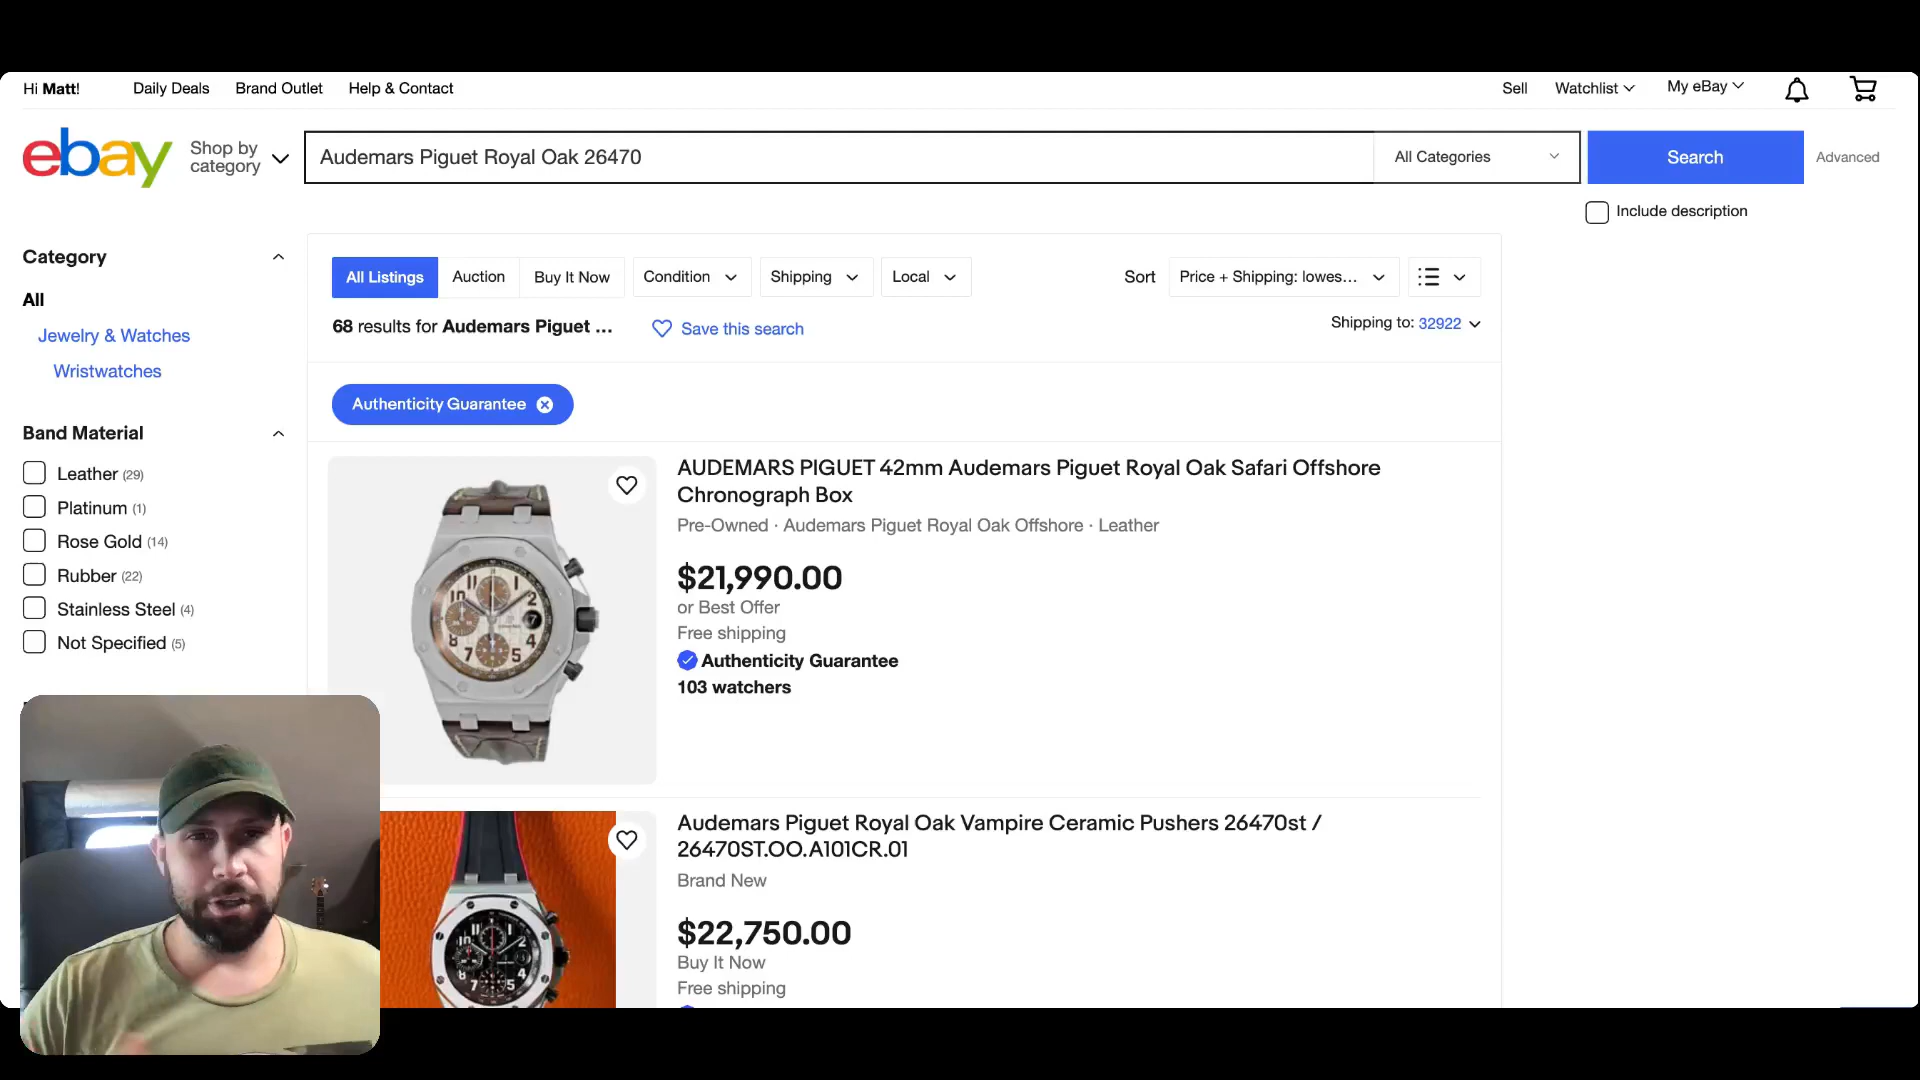 Hi Matt!
Daily Deals
Brand Outlet
Help & Contact
Sell
Watchlist
My eBay
ebay
Shop by
category
Audemars Piguet Royal Oak 26470
All Categories
Search
Advanced
Include description
Category
All
Jewelry & Watches
Wristwatches
Band Material
Leather (29)
Platinum (1)
Rose Gold (14)
Rubber (22)
Stainless Steel (4)
Not Specified (5)
All Listings
Auction
Buy It Now
Condition
Shipping
Local
Sort
Price + Shipping: lowes...
68 results for Audemars Piguet ...
Save this search
Shipping to: 32922
Authenticity Guarantee
AUDEMARS PIGUET 42mm Audemars Piguet Royal Oak Safari Offshore
Chronograph Box
Pre-Owned · Audemars Piguet Royal Oak Offshore · Leather
$21,990.00
or Best Offer
Free shipping
Authenticity Guarantee
103 watchers
Audemars Piguet Royal Oak Vampire Ceramic Pushers 26470st /
26470ST.OO.A101CR.01
Brand New
$22,750.00
Buy It Now
Free shipping